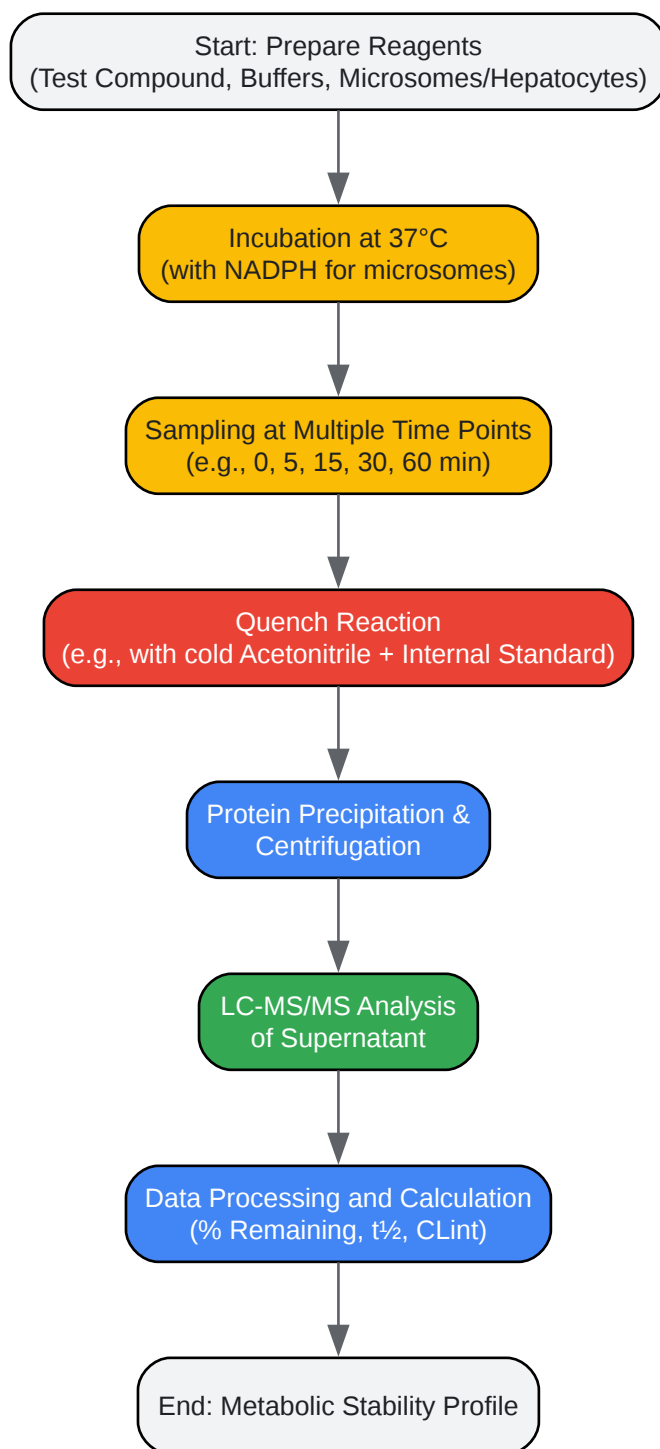 Start: Prepare Reagents
(Test Compound, Buffers, Microsomes/Hepatocytes)
Incubation at 37°C
(with NADPH for microsomes)
Sampling at Multiple Time Points
(e.g., 0, 5, 15, 30, 60 min)
Quench Reaction
(e.g., with cold Acetonitrile + Internal Standard)
Protein Precipitation &
Centrifugation
LC-MS/MS Analysis
of Supernatant
Data Processing and Calculation
(% Remaining, t½, CLint)
End: Metabolic Stability Profile